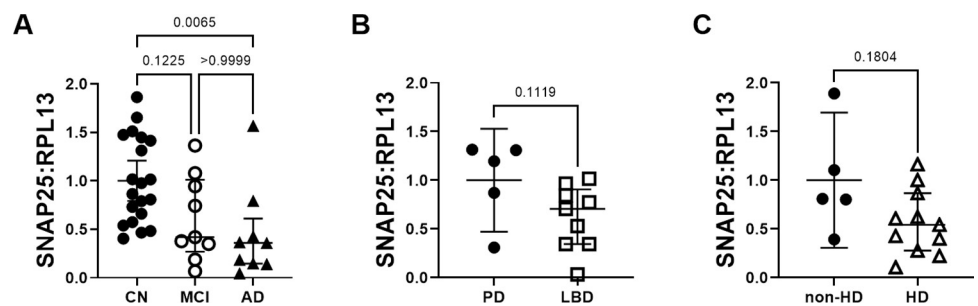 A
SNAP25:RPL13
0.0065
0.1225 >0.9999
2.0
1.5
1.0
0.5
0.0
CN MCI AD
B
SNAP25:RPL13
0.1119
2.0
1.5
1.0
0.5
0.0
PD LBD
C
SNAP25:RPL13
0.1804
2.0
1.5
1.0
0.5
0.0
non-HD HD